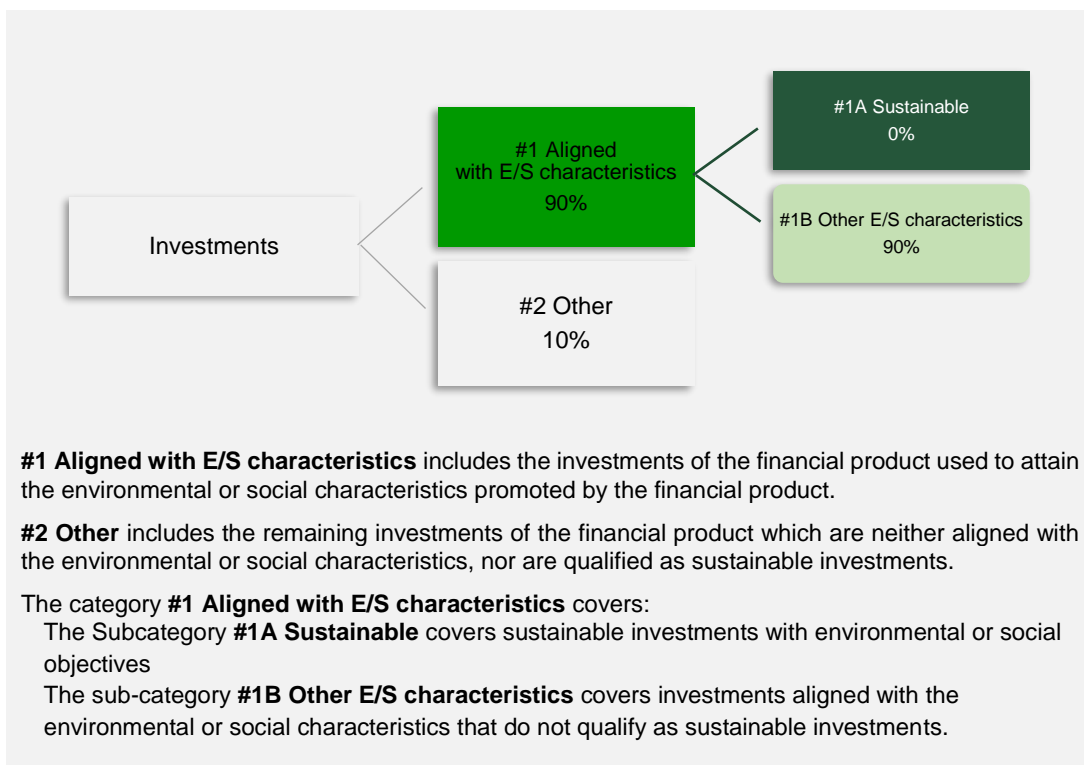 #1A Sustainable
0%
#1 Aligned
with E/S characteristics
90%
#1B Other E/S characteristics
90%
Investments
#2 Other
10%
#1 Aligned with E/S characteristics includes the investments of the financial product used to attain
the environmental or social characteristics promoted by the financial product.
#2 Other includes the remaining investments of the financial product which are neither aligned with
the environmental or social characteristics, nor are qualified as sustainable investments.
The category #1 Aligned with E/S characteristics covers:
The Subcategory #1A Sustainable covers sustainable investments with environmental or social
objectives
The sub-category #1B Other E/S characteristics covers investments aligned with the
environmental or social characteristics that do not qualify as sustainable investments.